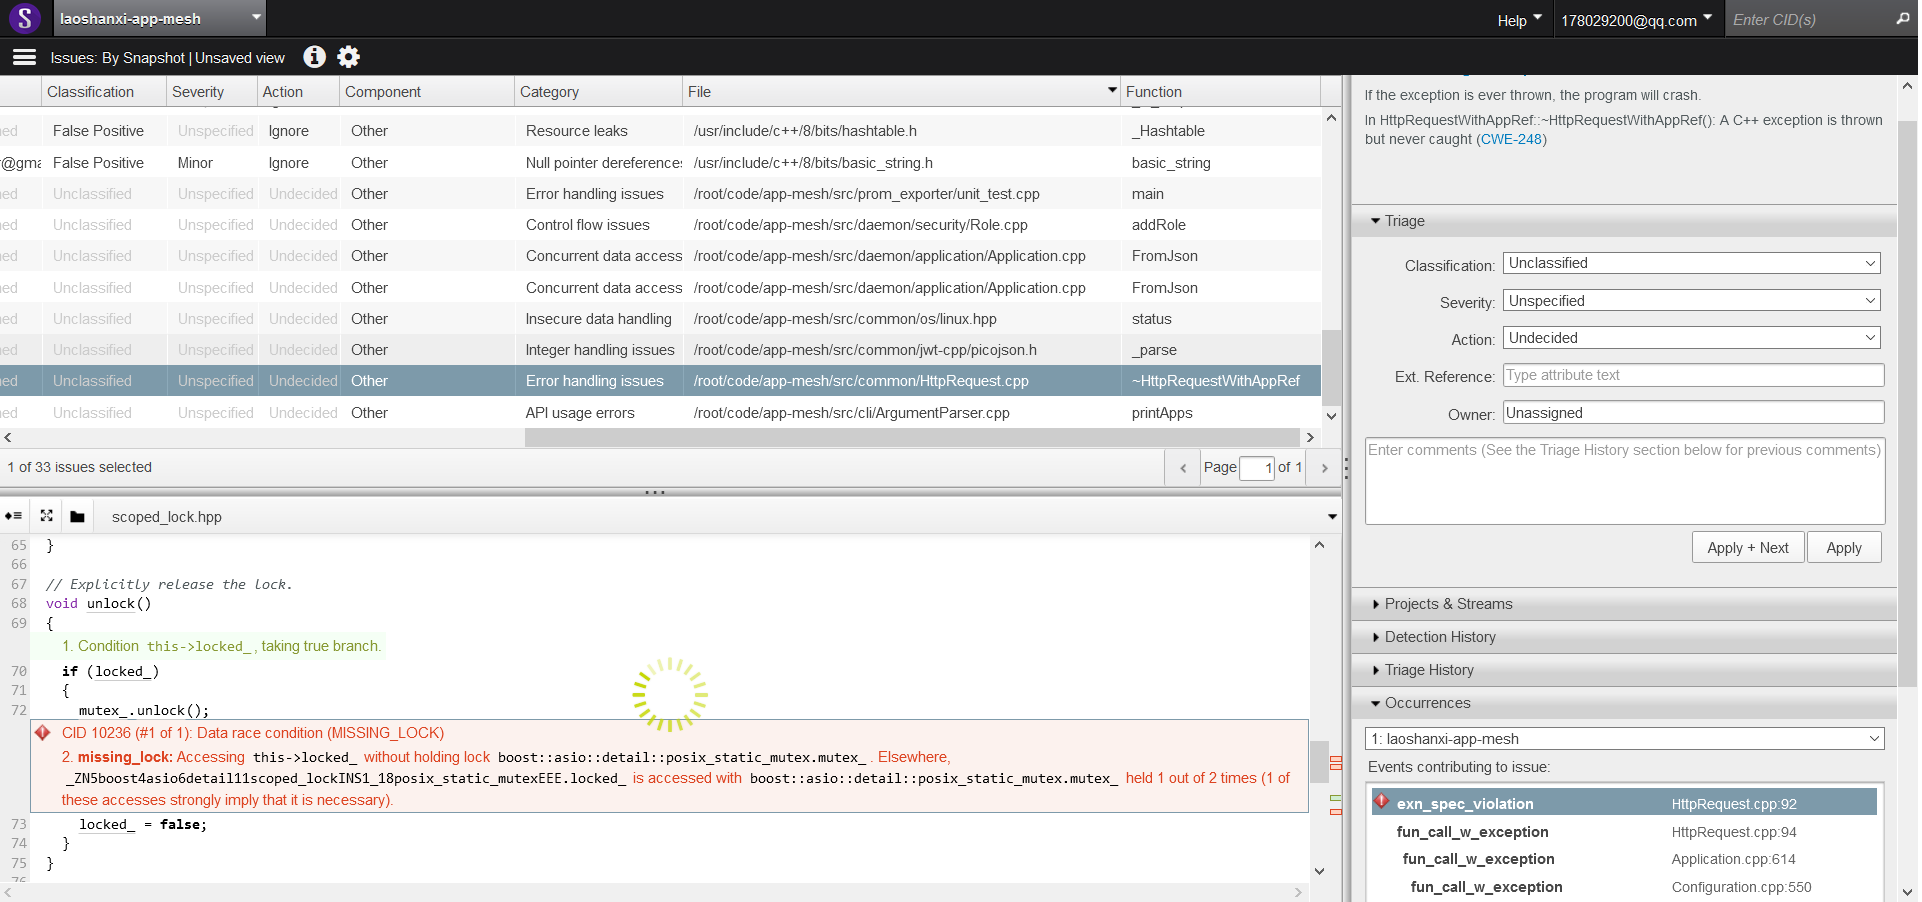 S laoshanxi-app-mesh Help 178029200@qq.com Enter CID(s)
Issues: By Snapshot | Unsaved view
Classification Severity Action Component Category File Function
ned False Positive Unspecified Ignore Other Resource leaks /usr/include/c++/8/bits/hashtable.h _Hashtable
r@gma False Positive Minor Ignore Other Null pointer dereferences /usr/include/c++/8/bits/basic_string.h basic_string
ned Unclassified Unspecified Undecided Other Error handling issues /root/code/app-mesh/src/prom_exporter/unit_test.cpp main
ned Unclassified Unspecified Undecided Other Control flow issues /root/code/app-mesh/src/daemon/security/Role.cpp addRole
ned Unclassified Unspecified Undecided Other Concurrent data access /root/code/app-mesh/src/daemon/application/Application.cpp FromJson
ned Unclassified Unspecified Undecided Other Concurrent data access /root/code/app-mesh/src/daemon/application/Application.cpp FromJson
ned Unclassified Unspecified Undecided Other Insecure data handling /root/code/app-mesh/src/common/os/linux.hpp status
ned Unclassified Unspecified Undecided Other Integer handling issues /root/code/app-mesh/src/common/jwt-cpp/picojson.h _parse
ned Unclassified Unspecified Undecided Other Error handling issues /root/code/app-mesh/src/common/HttpRequest.cpp ~HttpRequestWithAppRef
ned Unclassified Unspecified Undecided Other API usage errors /root/code/app-mesh/src/cli/ArgumentParser.cpp printApps
1 of 33 issues selected Page 1 of 1
scoped_lock.hpp
65 }
66
67 // Explicitly release the lock.
68 void unlock()
69 {
1. Condition this->locked_, taking true branch.
70 if (locked_)
71 {
72 mutex_.unlock();
CID 10236 (#1 of 1): Data race condition (MISSING_LOCK)
2. missing_lock: Accessing this->locked_ without holding lock boost::asio::detail::posix_static_mutex.mutex_. Elsewhere,
_ZN5boost4asio6detail11scoped_lockINS1_18posix_static_mutexEEE.locked_ is accessed with boost::asio::detail::posix_static_mutex.mutex_ held 1 out of 2 times (1 of
these accesses strongly imply that it is necessary).
73 locked_ = false;
74 }
75 }
76
If the exception is ever thrown, the program will crash.
In HttpRequestWithAppRef::~HttpRequestWithAppRef(): A C++ exception is thrown
but never caught (CWE-248)
Triage
Classification: Unclassified
Severity: Unspecified
Action: Undecided
Ext. Reference: Type attribute text
Owner: Unassigned
Enter comments (See the Triage History section below for previous comments)
Apply + Next Apply
Projects & Streams
Detection History
Triage History
Occurrences
1: laoshanxi-app-mesh
Events contributing to issue:
exn_spec_violation HttpRequest.cpp:92
fun_call_w_exception HttpRequest.cpp:94
fun_call_w_exception Application.cpp:614
fun_call_w_exception Configuration.cpp:550